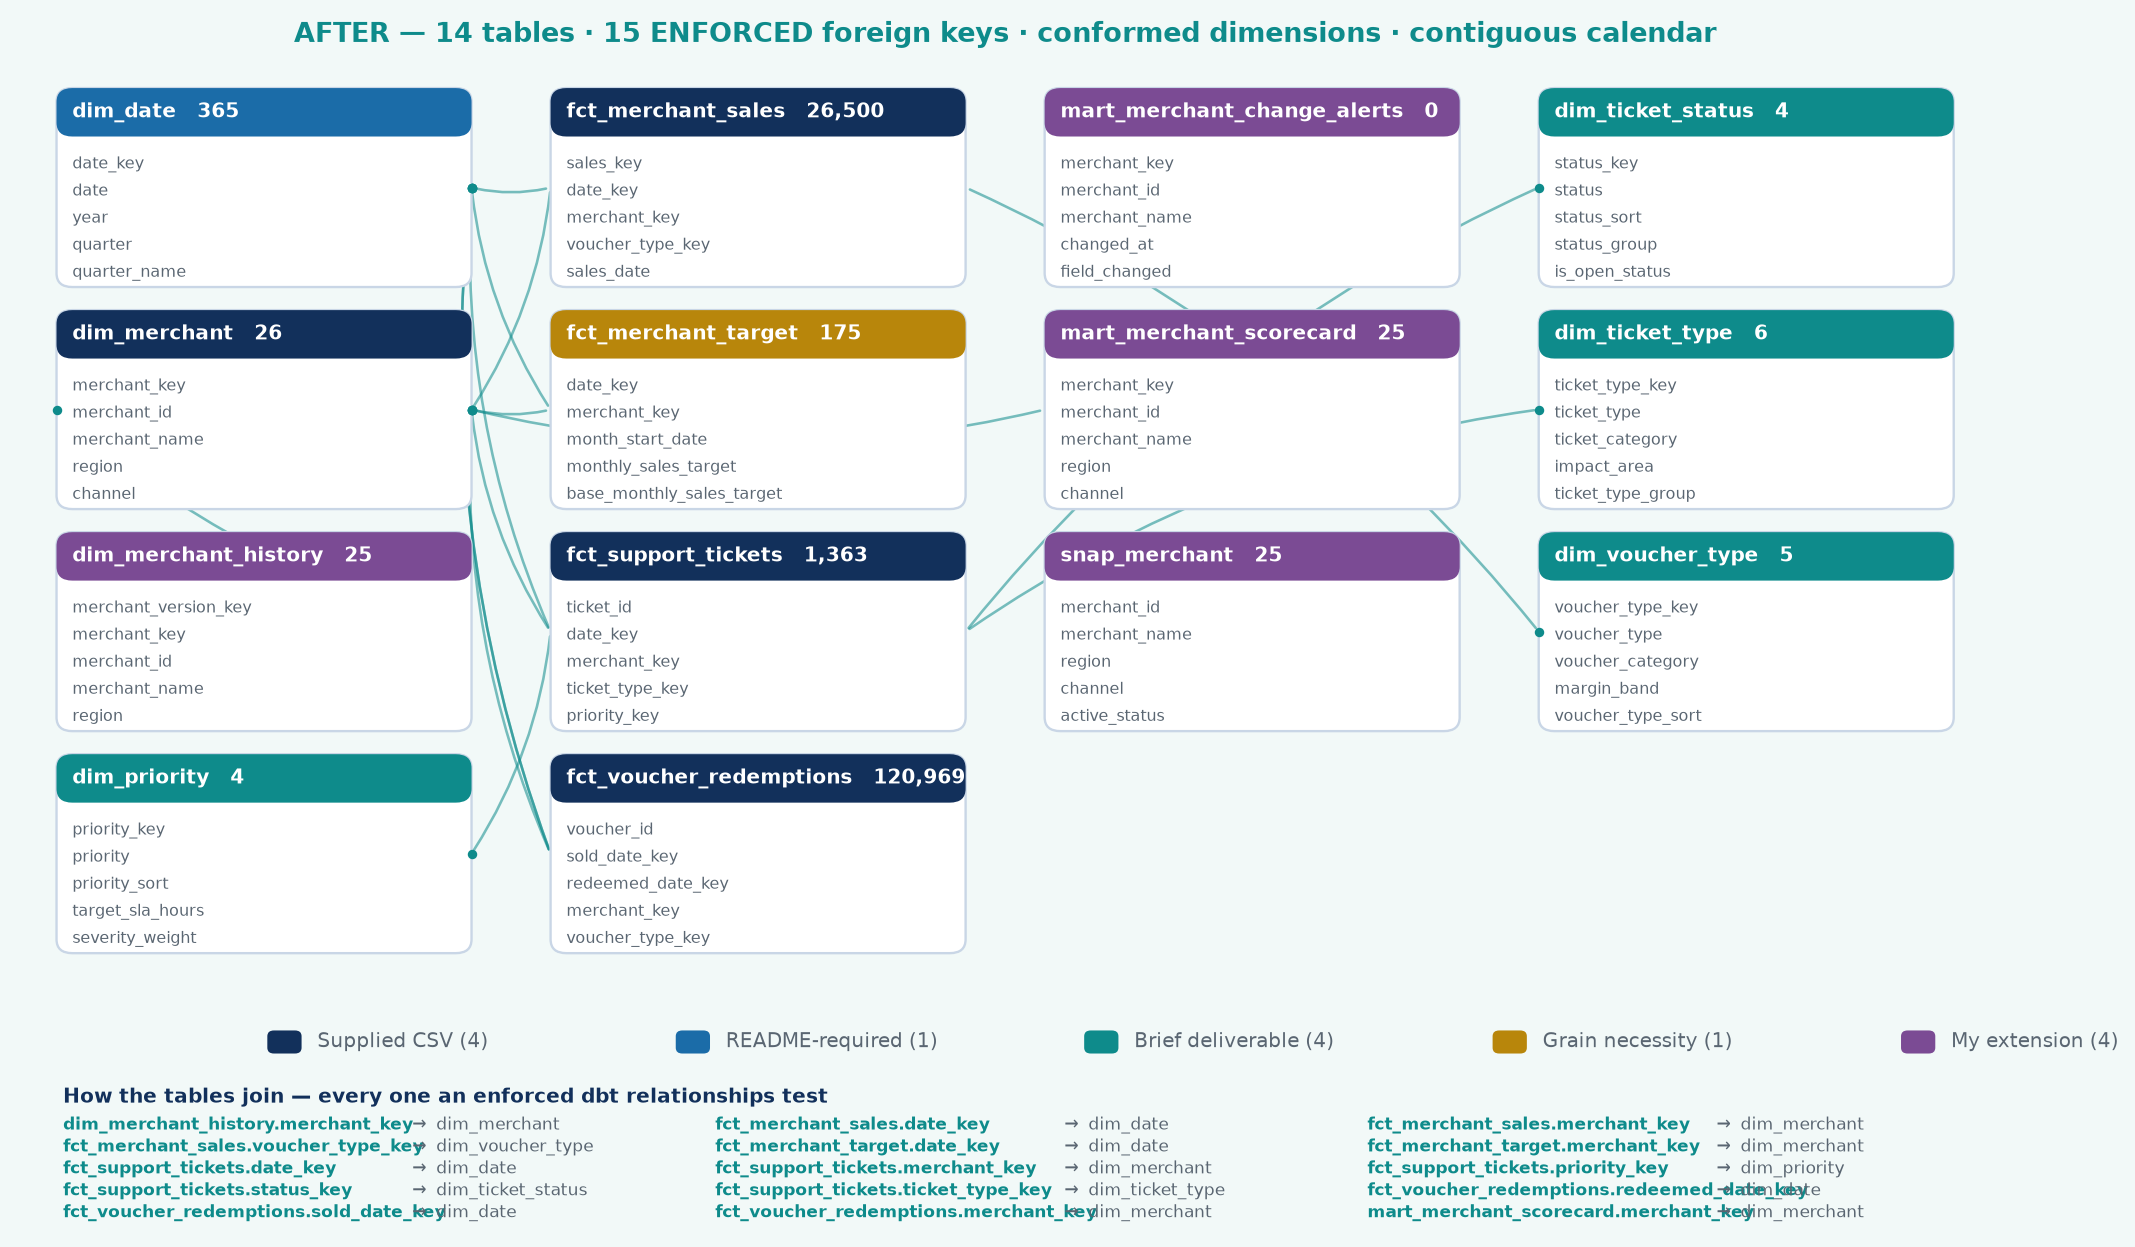 AFTER — 14 tables · 15 ENFORCED foreign keys · conformed dimensions · contiguous calendar
dim_date 365
date_key
date
year
quarter
quarter_name
fct_merchant_sales 26,500
sales_key
date_key
merchant_key
voucher_type_key
sales_date
mart_merchant_change_alerts 0
merchant_key
merchant_id
merchant_name
changed_at
field_changed
dim_ticket_status 4
status_key
status
status_sort
status_group
is_open_status
dim_merchant 26
merchant_key
merchant_id
merchant_name
region
channel
fct_merchant_target 175
date_key
merchant_key
month_start_date
monthly_sales_target
base_monthly_sales_target
mart_merchant_scorecard 25
merchant_key
merchant_id
merchant_name
region
channel
dim_ticket_type 6
ticket_type_key
ticket_type
ticket_category
impact_area
ticket_type_group
dim_merchant_history 25
merchant_version_key
merchant_key
merchant_id
merchant_name
region
fct_support_tickets 1,363
ticket_id
date_key
merchant_key
ticket_type_key
priority_key
snap_merchant 25
merchant_id
merchant_name
region
channel
active_status
dim_voucher_type 5
voucher_type_key
voucher_type
voucher_category
margin_band
voucher_type_sort
dim_priority 4
priority_key
priority
priority_sort
target_sla_hours
severity_weight
fct_voucher_redemptions 120,969
voucher_id
sold_date_key
redeemed_date_key
merchant_key
voucher_type_key
Supplied CSV (4)
README-required (1)
Brief deliverable (4)
Grain necessity (1)
My extension (4)
How the tables join — every one an enforced dbt relationships test
dim_merchant_history.merchant_key → dim_merchant
fct_merchant_sales.date_key → dim_date
fct_merchant_sales.merchant_key → dim_merchant
fct_merchant_sales.voucher_type_key → dim_voucher_type
fct_merchant_target.date_key → dim_date
fct_merchant_target.merchant_key → dim_merchant
fct_support_tickets.date_key → dim_date
fct_support_tickets.merchant_key → dim_merchant
fct_support_tickets.priority_key → dim_priority
fct_support_tickets.status_key → dim_ticket_status
fct_support_tickets.ticket_type_key → dim_ticket_type
fct_voucher_redemptions.redeemed_date_key → dim_date
fct_voucher_redemptions.sold_date_key → dim_date
fct_voucher_redemptions.merchant_key → dim_merchant
mart_merchant_scorecard.merchant_key → dim_merchant